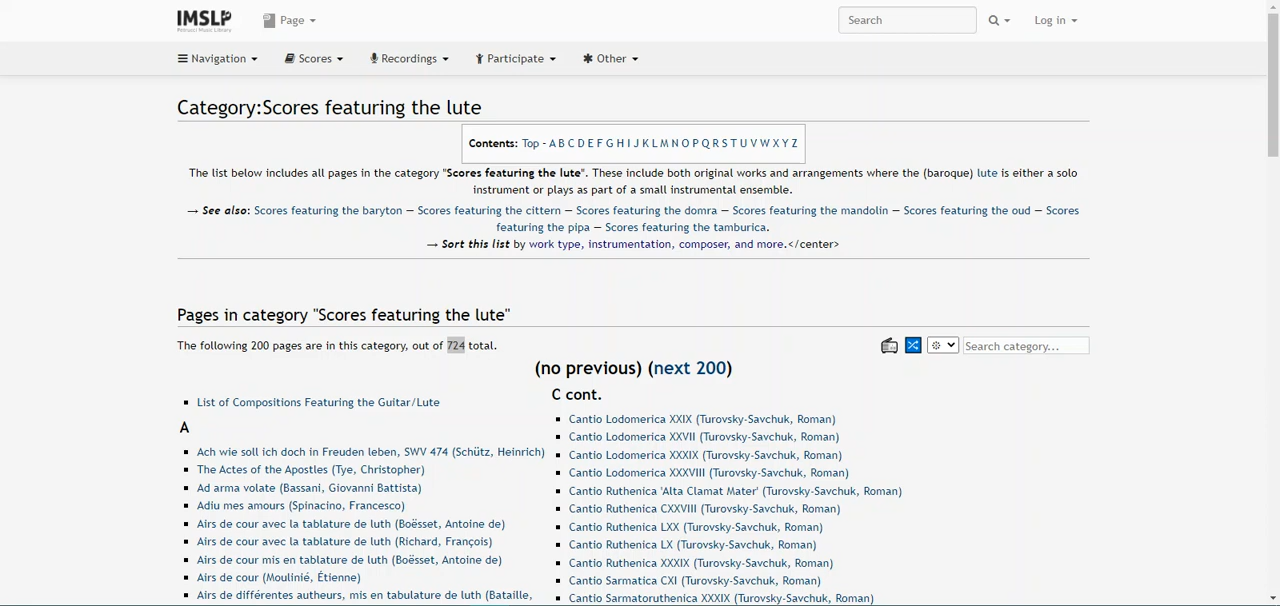 IMSLP
Petrucci Music Library
Page
Search
Log in
Navigation
Scores
Recordings
Participate
Other
Category:Scores featuring the lute
Contents: Top - A B C D E F G H I J K L M N O P Q R S T U V W X Y Z
The list below includes all pages in the category "Scores featuring the lute". These include both original works and arrangements where the (baroque) lute is either a solo
instrument or plays as part of a small instrumental ensemble.
→ See also: Scores featuring the baryton — Scores featuring the cittern — Scores featuring the domra — Scores featuring the mandolin — Scores featuring the oud — Scores
featuring the pipa — Scores featuring the tamburica.
→ Sort this list by work type, instrumentation, composer, and more.</center>
Pages in category "Scores featuring the lute"
The following 200 pages are in this category, out of 724 total.
Search category...
(no previous) (next 200)
List of Compositions Featuring the Guitar/Lute
A
Ach wie soll ich doch in Freuden leben, SWV 474 (Schütz, Heinrich)
The Actes of the Apostles (Tye, Christopher)
Ad arma volate (Bassani, Giovanni Battista)
Adiu mes amours (Spinacino, Francesco)
Airs de cour avec la tablature de luth (Boësset, Antoine de)
Airs de cour avec la tablature de luth (Richard, François)
Airs de cour mis en tablature de luth (Boësset, Antoine de)
Airs de cour (Moulinié, Étienne)
Airs de différentes autheurs, mis en tabulature de luth (Bataille,
C cont.
Cantio Lodomerica XXIX (Turovsky-Savchuk, Roman)
Cantio Lodomerica XXVII (Turovsky-Savchuk, Roman)
Cantio Lodomerica XXXIX (Turovsky-Savchuk, Roman)
Cantio Lodomerica XXXVIII (Turovsky-Savchuk, Roman)
Cantio Ruthenica 'Alta Clamat Mater' (Turovsky-Savchuk, Roman)
Cantio Ruthenica CXXVIII (Turovsky-Savchuk, Roman)
Cantio Ruthenica LXX (Turovsky-Savchuk, Roman)
Cantio Ruthenica LX (Turovsky-Savchuk, Roman)
Cantio Ruthenica XXXIX (Turovsky-Savchuk, Roman)
Cantio Sarmatica CXI (Turovsky-Savchuk, Roman)
Cantio Sarmatoruthenica XXXIX (Turovsky-Savchuk, Roman)